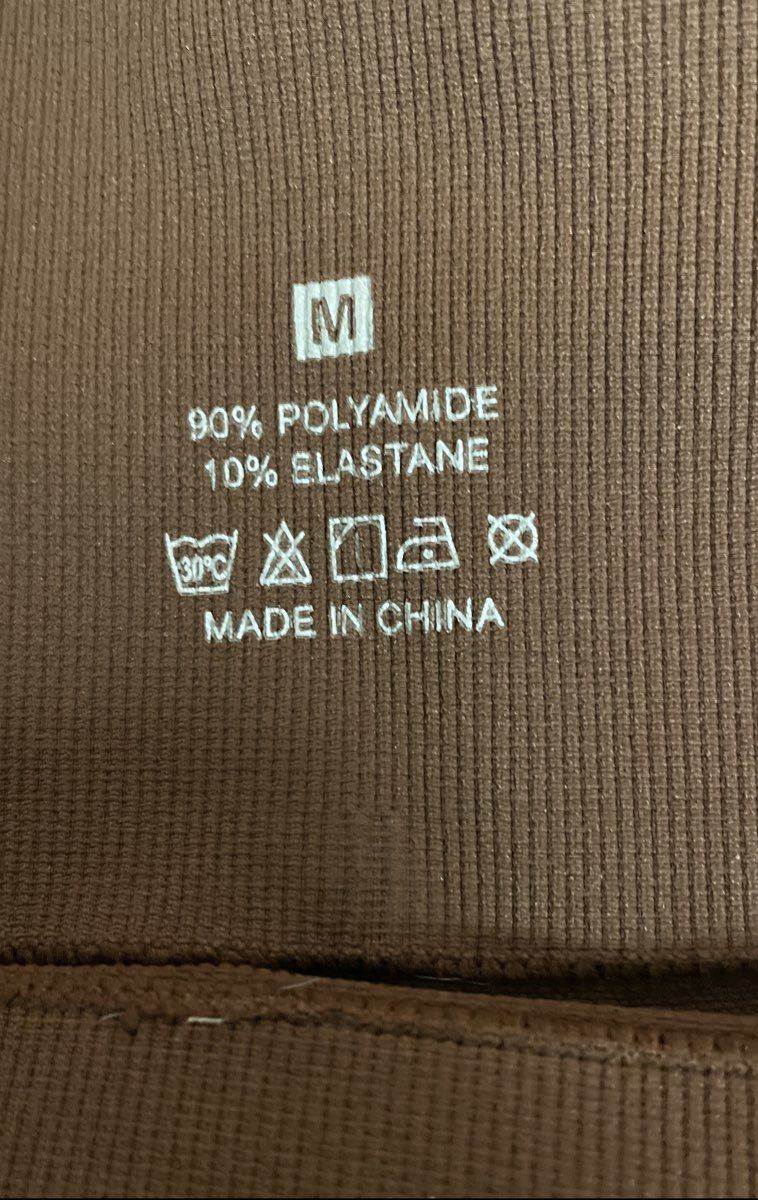 M
90% POLYAMIDE
10% ELASTANE
30°C
MADE IN CHINA